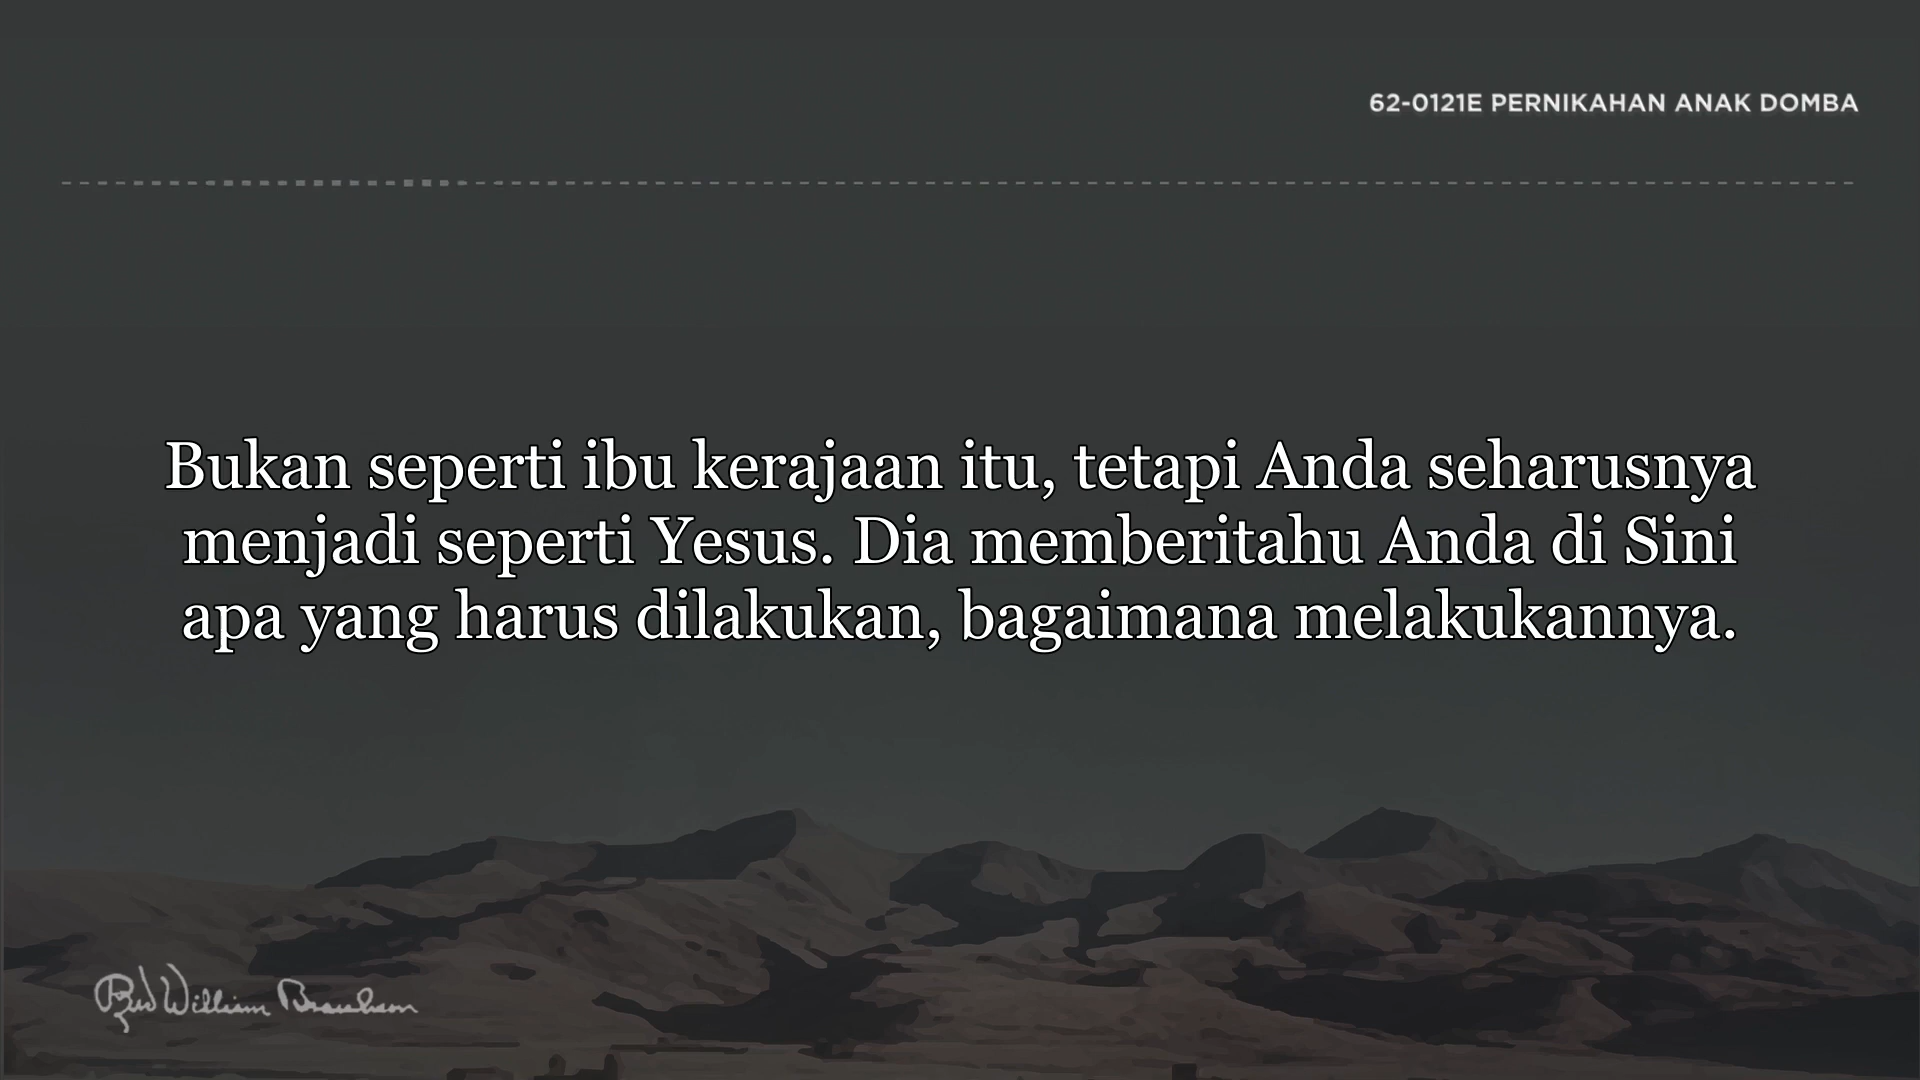 62-0121E PERNIKAHAN ANAK DOMBA
Bukan seperti ibu kerajaan itu, tetapi Anda seharusnya
menjadi seperti Yesus. Dia memberitahu Anda di Sini
apa yang harus dilakukan, bagaimana melakukannya.
Rev William Branham